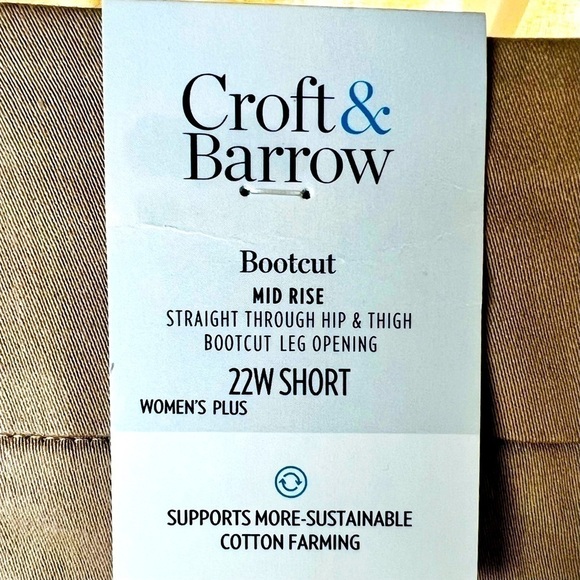 Croft &
Barrow
Bootcut
MID RISE
STRAIGHT THROUGH HIP & THIGH
BOOTCUT LEG OPENING
22W SHORT
WOMEN'S PLUS
SUPPORTS MORE-SUSTAINABLE
COTTON FARMING